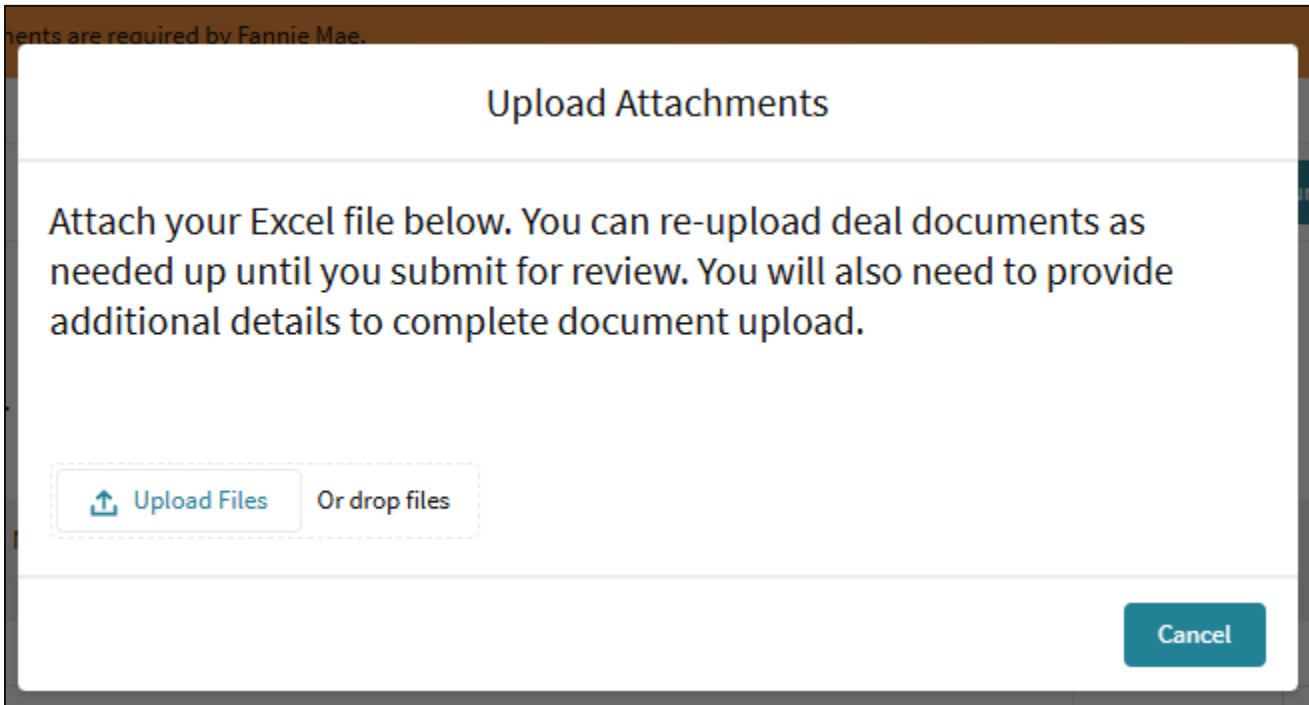 ments are required by Fannie Mae.
Upload Attachments
Attach your Excel file below. You can re-upload deal documents as
needed up until you submit for review. You will also need to provide
additional details to complete document upload.
Upload Files Or drop files
Cancel